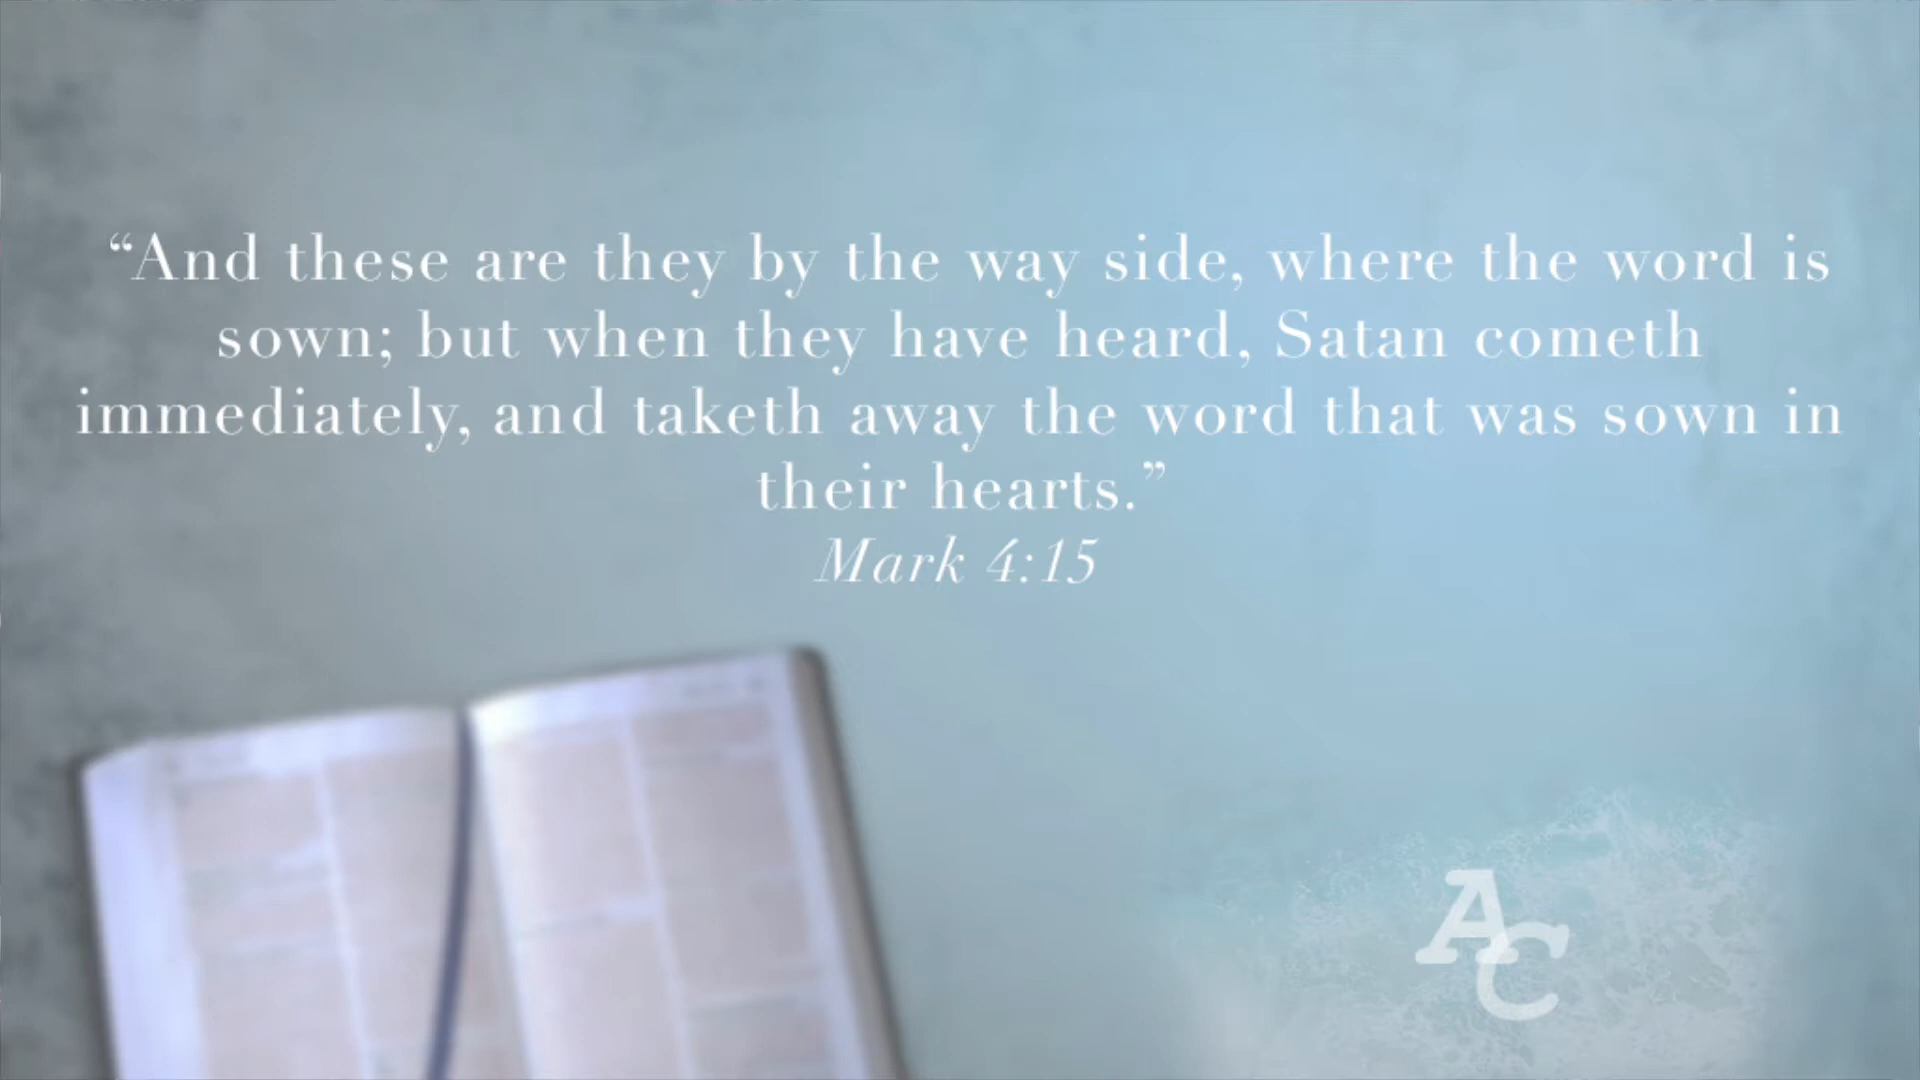 “And these are they by the way side, where the word is
sown; but when they have heard, Satan cometh
immediately, and taketh away the word that was sown in
their hearts.”
Mark 4:15
AC